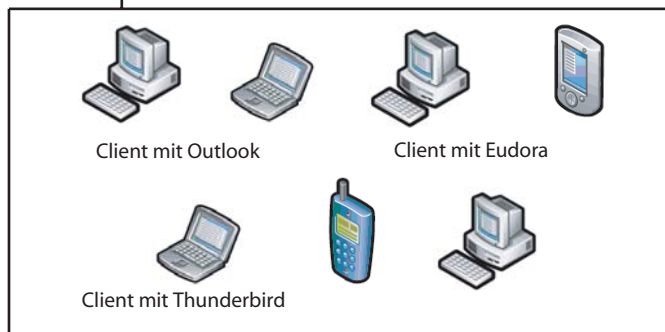 Client mit Outlook
Client mit Eudora
Client mit Thunderbird